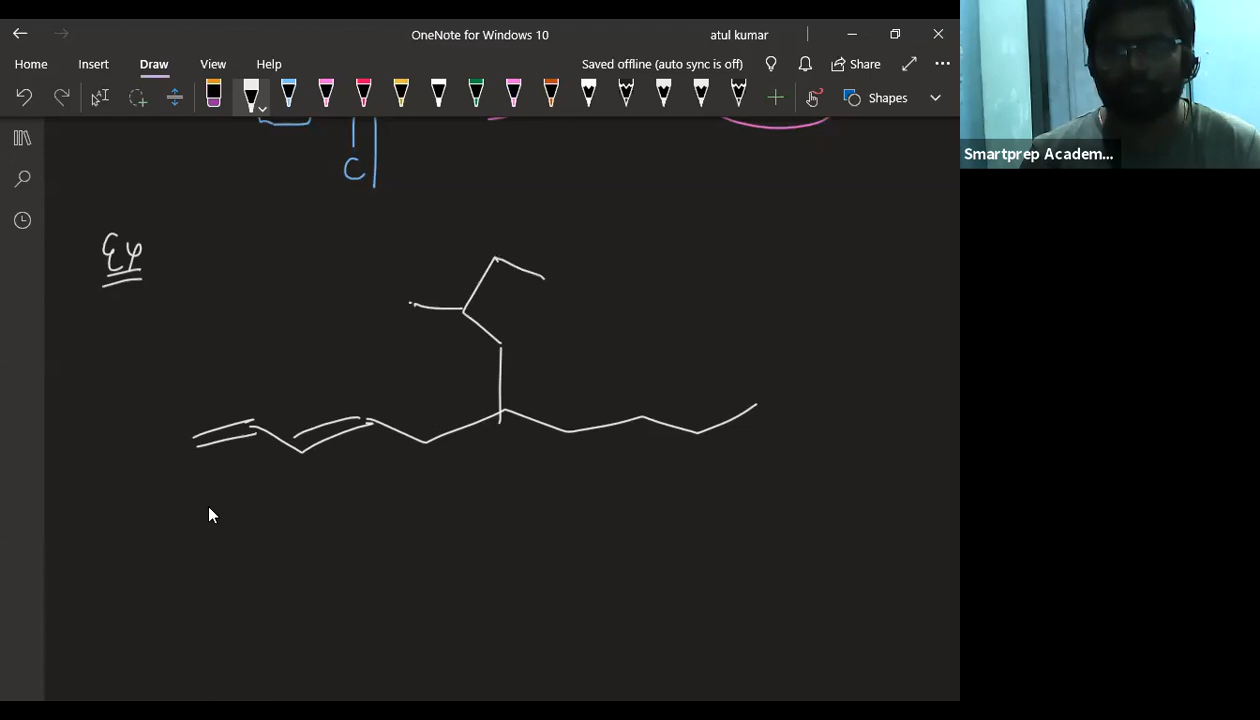 OneNote for Windows 10
atul kumar
Home Insert Draw View Help
Saved offline (auto sync is off)
Share
Shapes
Smartprep Academ...
Cl